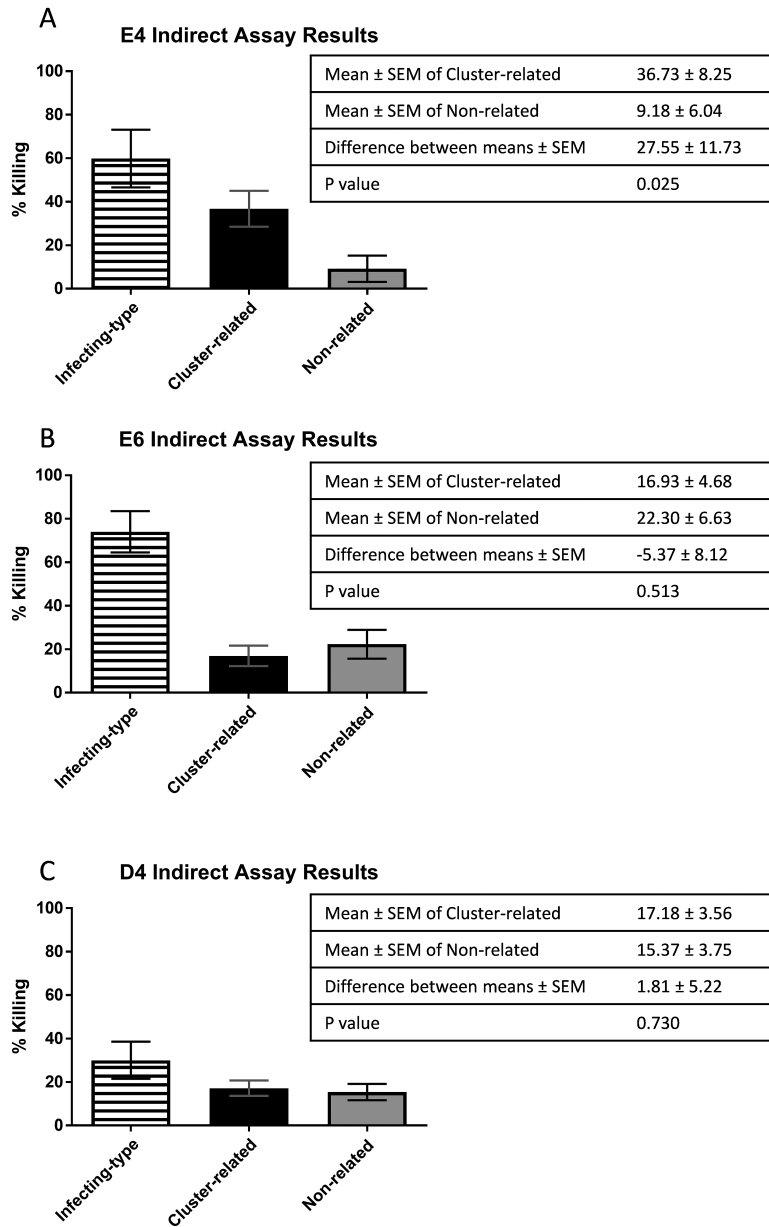 A
E4 Indirect Assay Results
Mean ± SEM of Cluster-related 36.73 ± 8.25
Mean ± SEM of Non-related 9.18 ± 6.04
Difference between means ± SEM 27.55 ± 11.73
P value 0.025
% Killing
100
80
60
40
20
0
Infecting-type
Cluster-related
Non-related
B
E6 Indirect Assay Results
Mean ± SEM of Cluster-related 16.93 ± 4.68
Mean ± SEM of Non-related 22.30 ± 6.63
Difference between means ± SEM -5.37 ± 8.12
P value 0.513
% Killing
100
80
60
40
20
0
Infecting-type
Cluster-related
Non-related
C
D4 Indirect Assay Results
Mean ± SEM of Cluster-related 17.18 ± 3.56
Mean ± SEM of Non-related 15.37 ± 3.75
Difference between means ± SEM 1.81 ± 5.22
P value 0.730
% Killing
100
80
60
40
20
0
Infecting-type
Cluster-related
Non-related